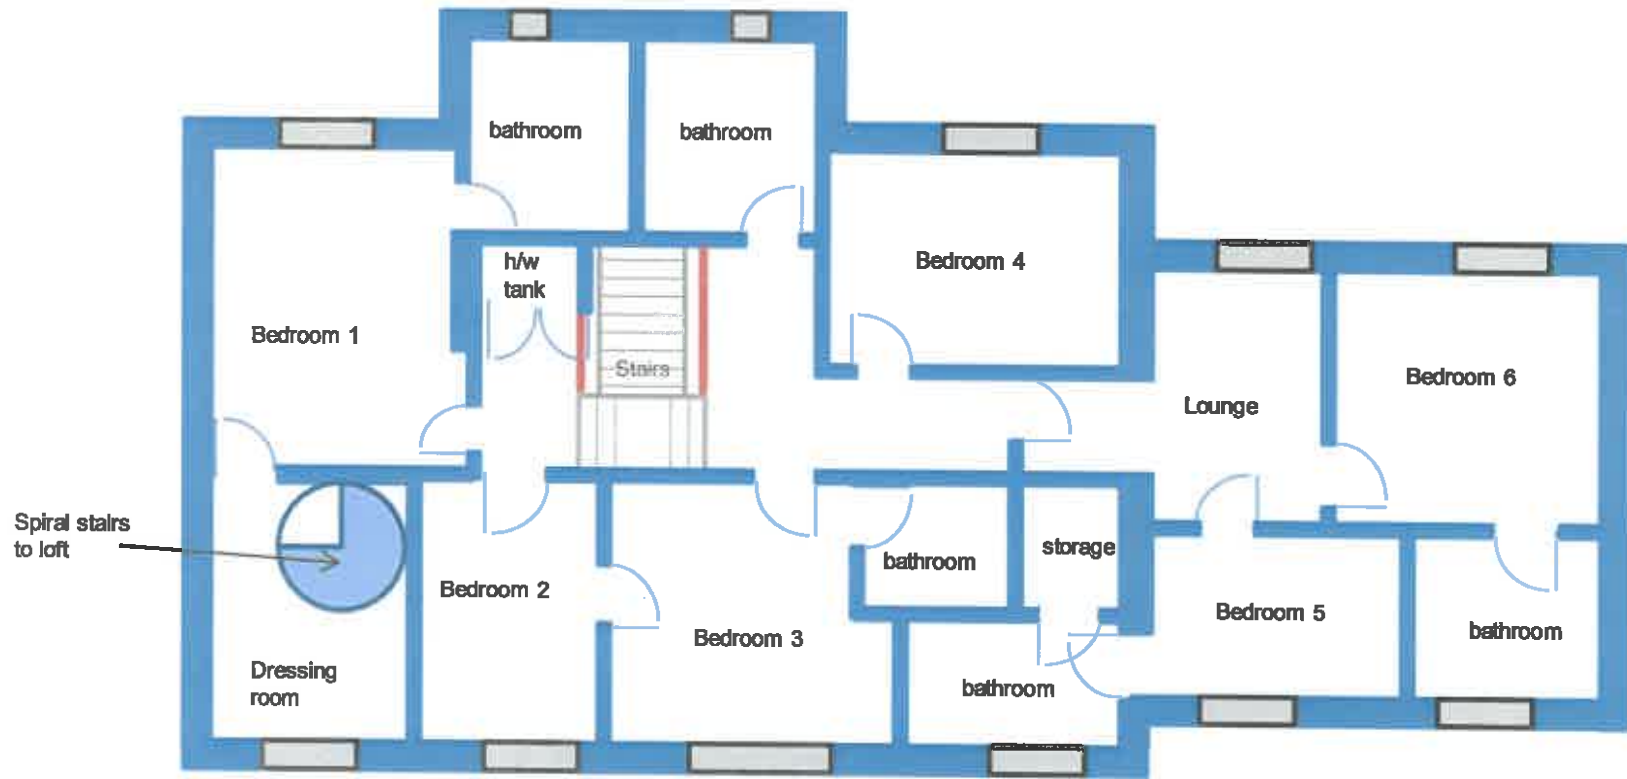 bathroom
bathroom
h/w
tank
Bedroom 4
Bedroom 1
Stairs
Lounge
Bedroom 6
Spiral stairs
to loft
Bedroom 2
bathroom
storage
Bedroom 3
Bedroom 5
bathroom
Dressing
room
bathroom